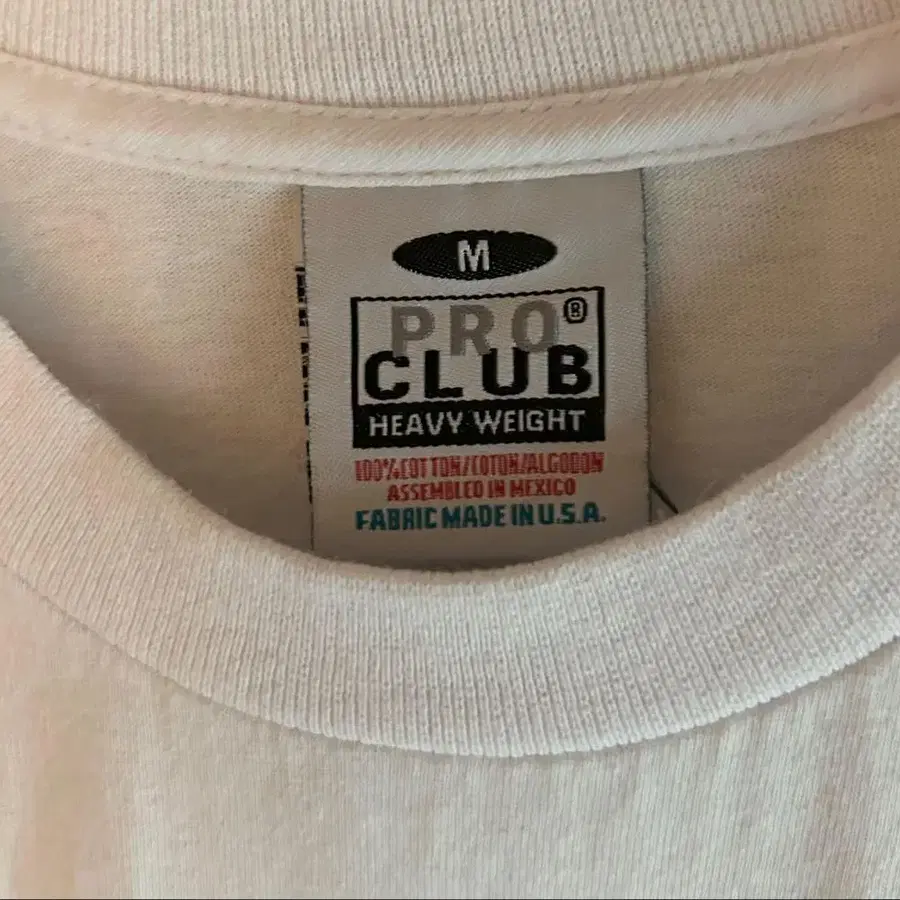 M
PRO®
CLUB
HEAVY WEIGHT
100%COTTON/COTON/ALGODON
ASSEMBLED IN MEXICO
FABRIC MADE IN U.S.A.